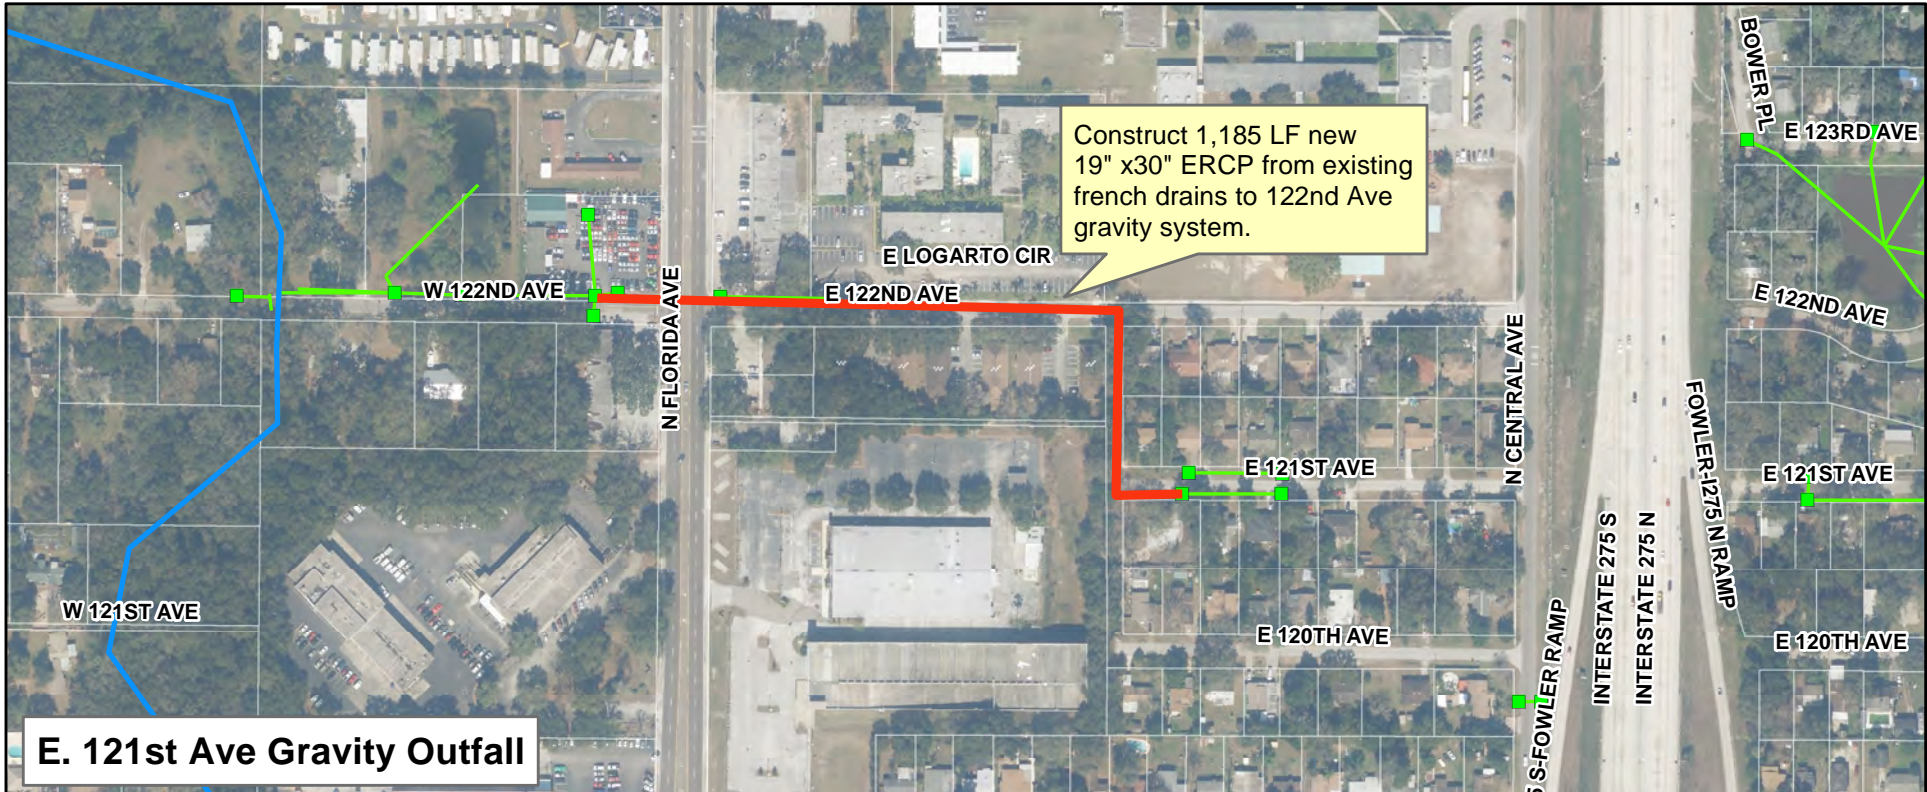 BOWER PL
E 123RD AVE
Construct 1,185 LF new
19" x30" ERCP from existing
french drains to 122nd Ave
gravity system.
E LOGARTO CIR
W 122ND AVE
E 122ND AVE
E 122ND AVE
N FLORIDA AVE
N CENTRAL AVE
FOWLER-I275 N RAMP
E 121ST AVE
E 121ST AVE
INTERSTATE 275 S
INTERSTATE 275 N
W 121ST AVE
E 120TH AVE
E 120TH AVE
S-FOWLER RAMP
E. 121st Ave Gravity Outfall